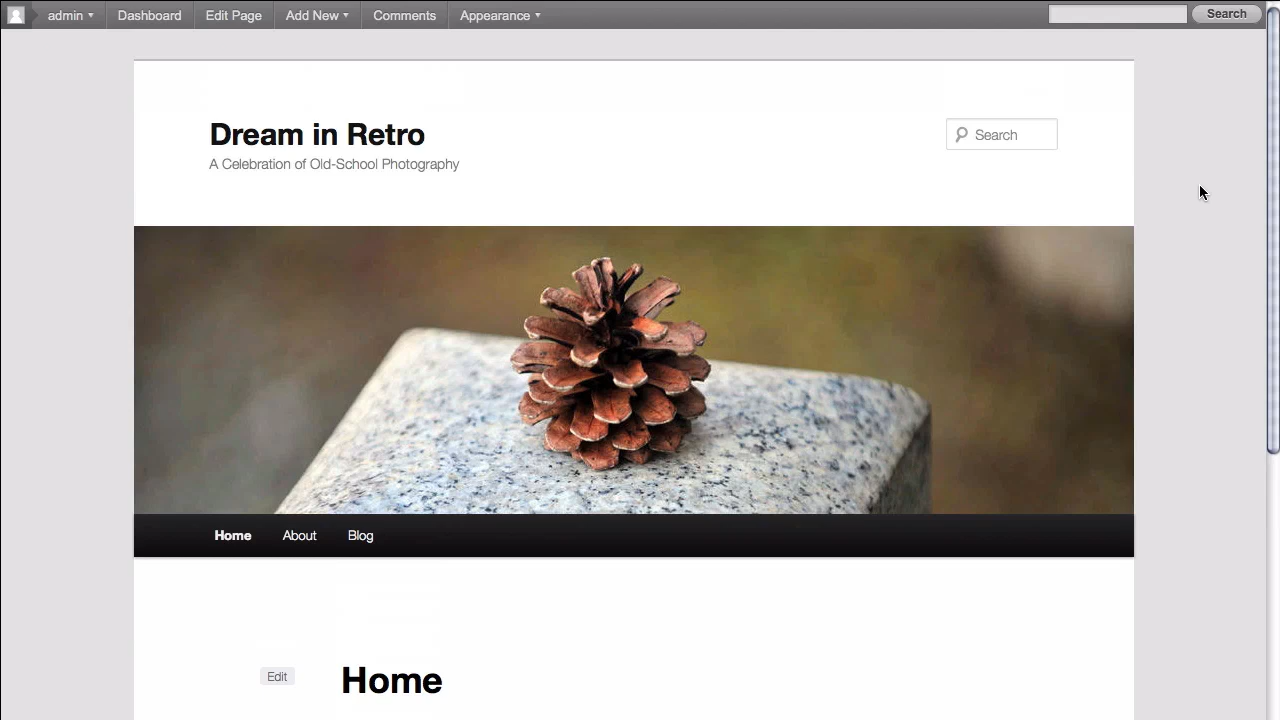 admin Dashboard Edit Page Add New Comments Appearance Search
Dream in Retro
A Celebration of Old-School Photography
Search
Home About Blog
Edit
Home